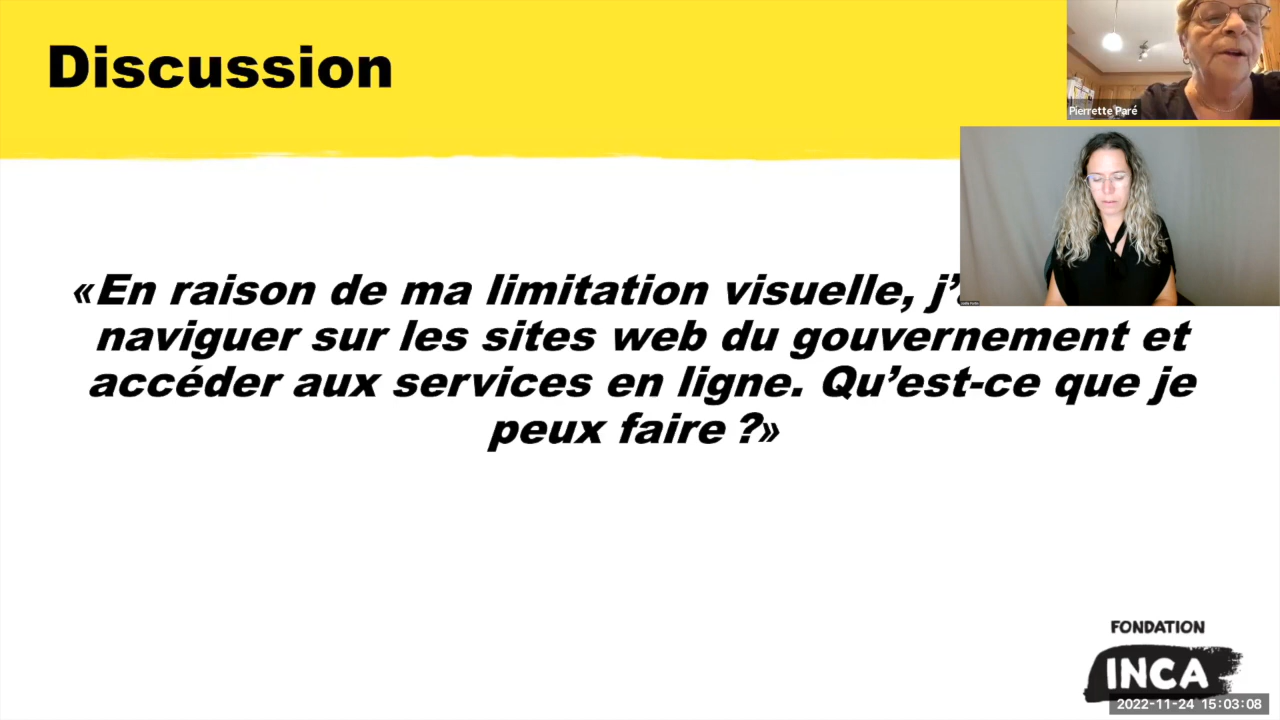 Discussion
Pierrette Paré
«En raison de ma limitation visuelle, j’
naviguer sur les sites web du gouvernement et
accéder aux services en ligne. Qu’est-ce que je
peux faire ?»
FONDATION
INCA
2022-11-24 15:03:08